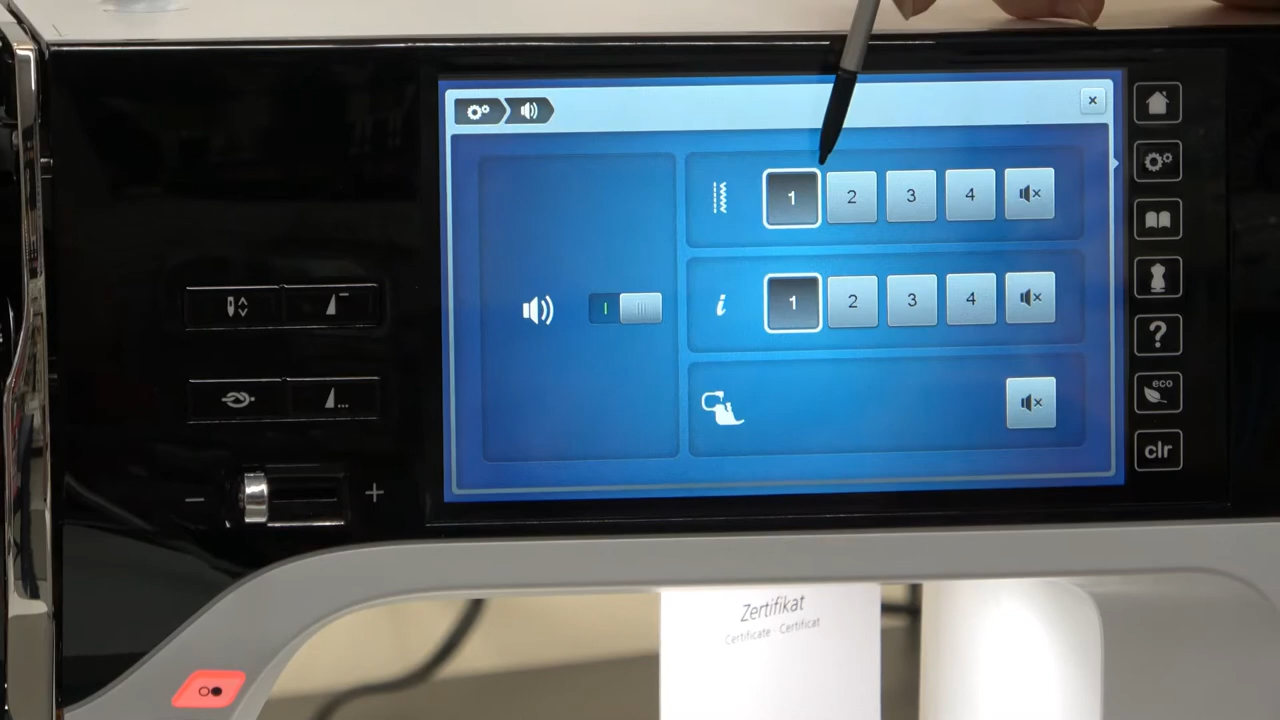 1 2 3 4
i 1 2 3 4
?
eco
clr
− +
Zertifikat
Certificate · Certificat